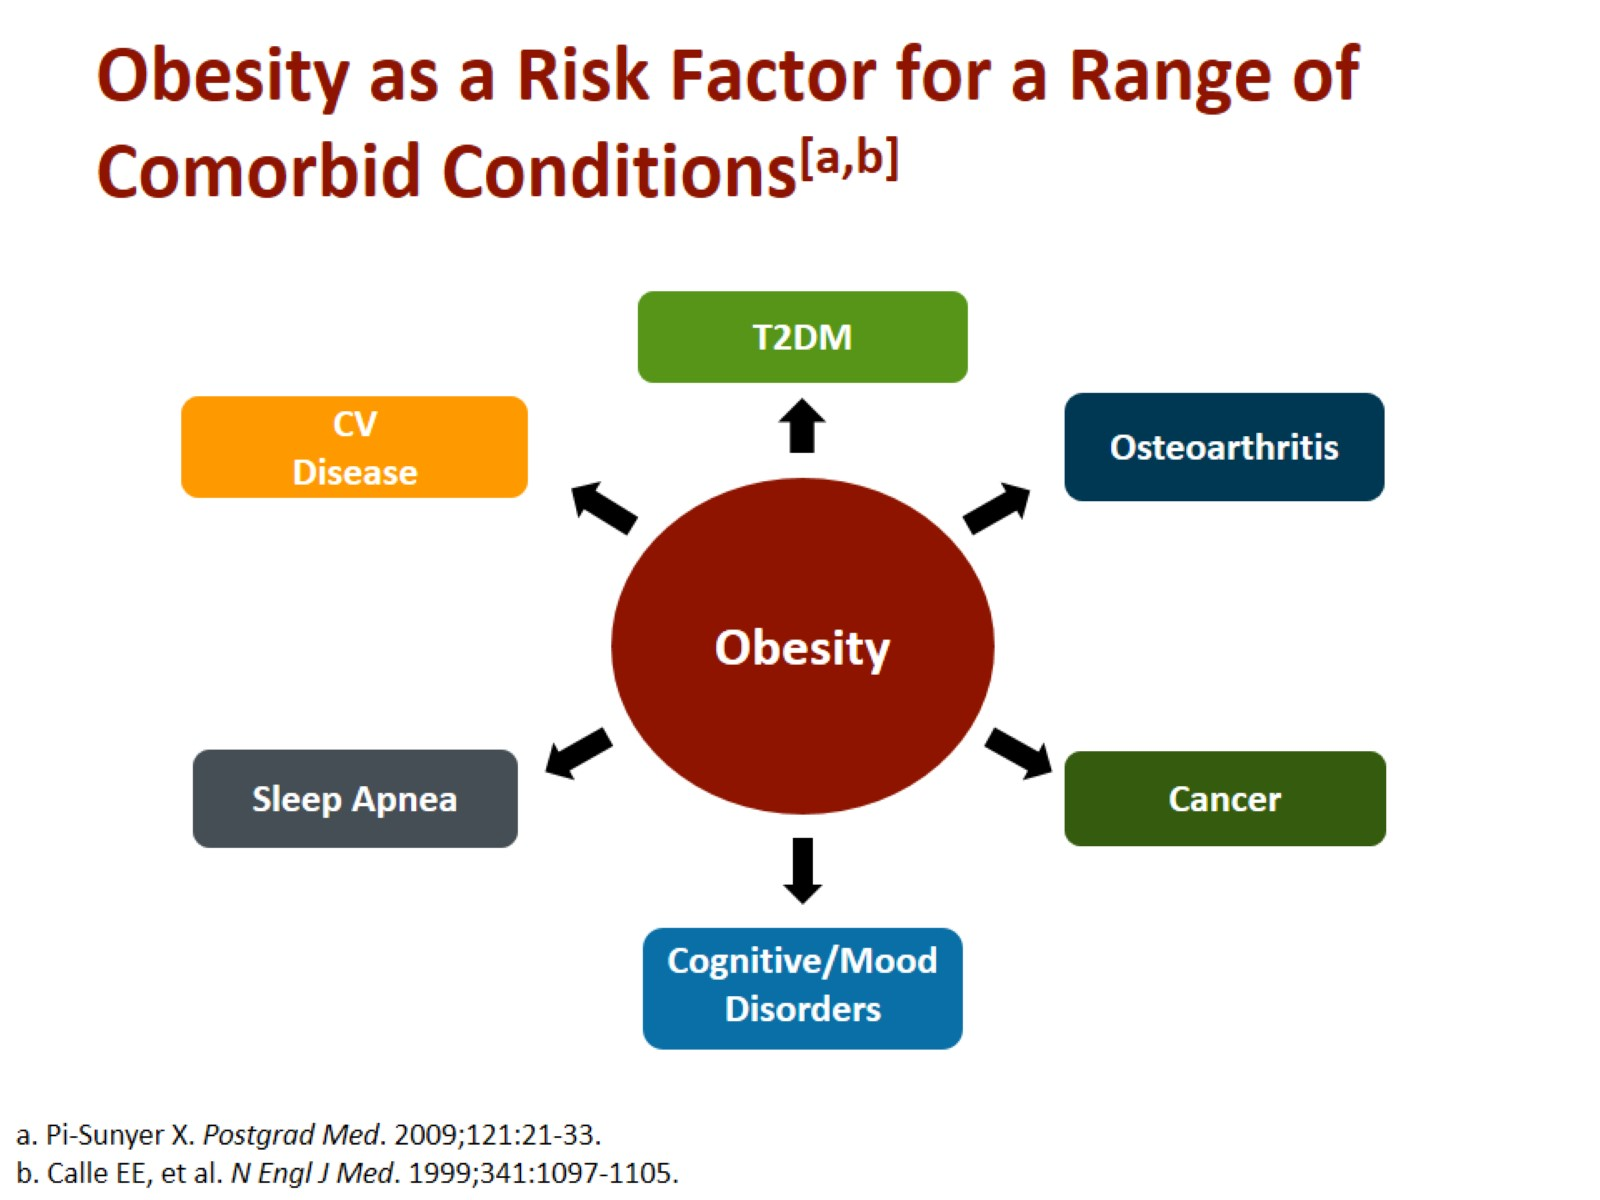 Obesity as a Risk Factor for a Range of
Comorbid Conditions[a,b]
T2DM
CV
Disease
Osteoarthritis
Obesity
Sleep Apnea
Cancer
Cognitive/Mood
Disorders
a. Pi-Sunyer X. Postgrad Med. 2009;121:21-33.
b. Calle EE, et al. N Engl J Med. 1999;341:1097-1105.